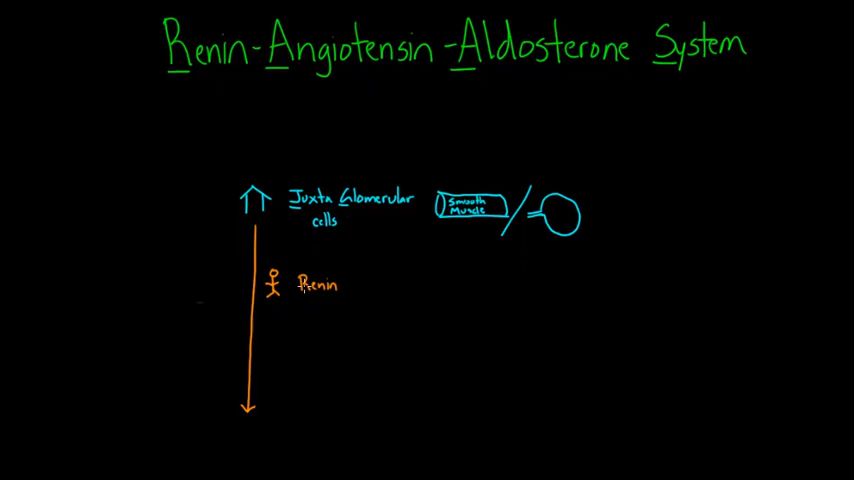 Renin-Angiotensin-Aldosterone System
Juxta Glomerular
cells
Smooth
Muscle
Renin